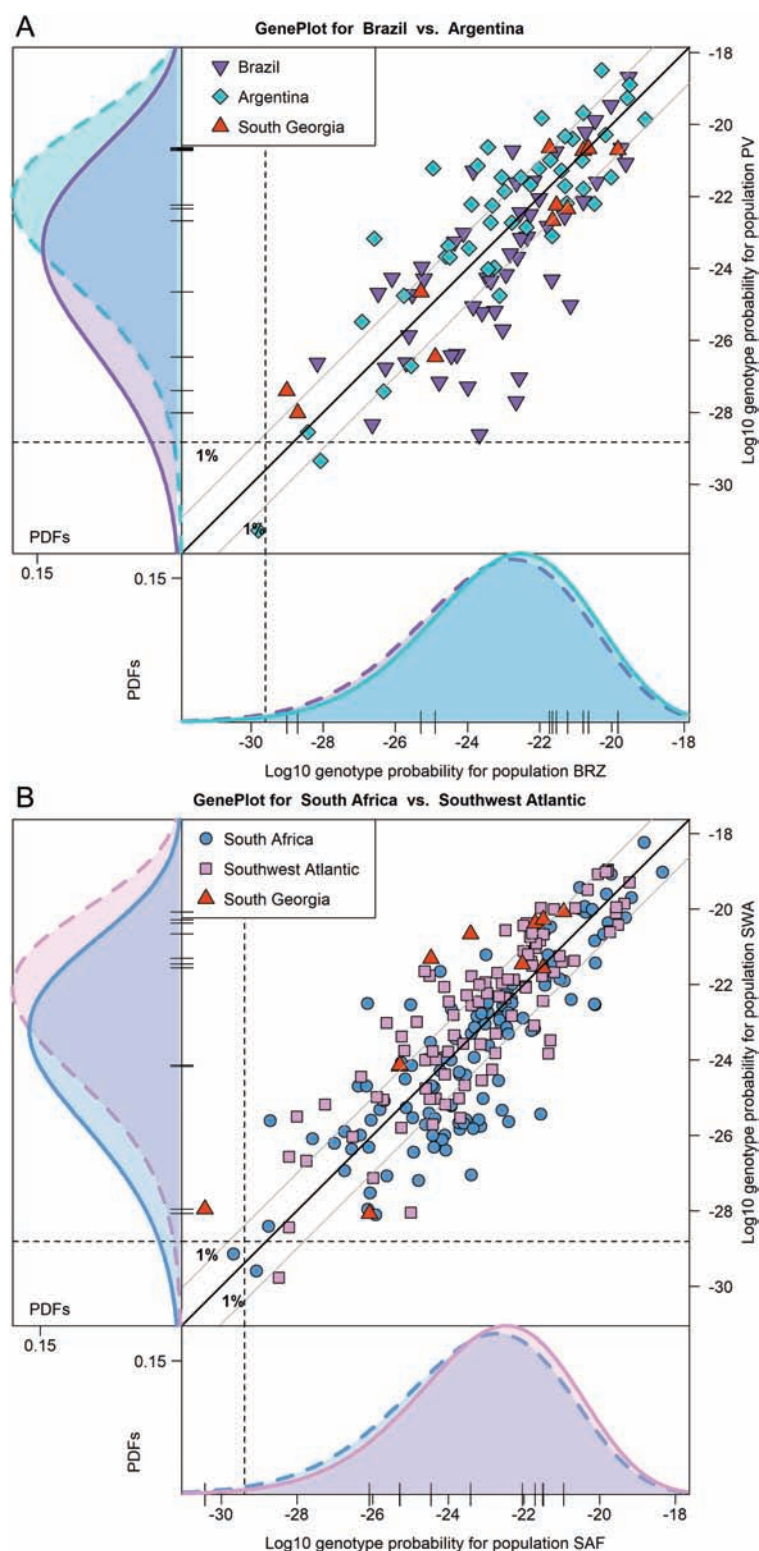 A
GenePlot for Brazil vs. Argentina
Brazil
Argentina
South Georgia
-18
-20
-22
-24
-26
-28
-30
Log10 genotype probability for population PV
1%
1%
PDFs
0.15
0.15
PDFs
-30
-28
-26
-24
-22
-20
-18
Log10 genotype probability for population BRZ
B
GenePlot for South Africa vs. Southwest Atlantic
South Africa
Southwest Atlantic
South Georgia
-18
-20
-22
-24
-26
-28
-30
Log10 genotype probability for population SWA
1%
1%
PDFs
0.15
0.15
PDFs
-30
-28
-26
-24
-22
-20
-18
Log10 genotype probability for population SAF